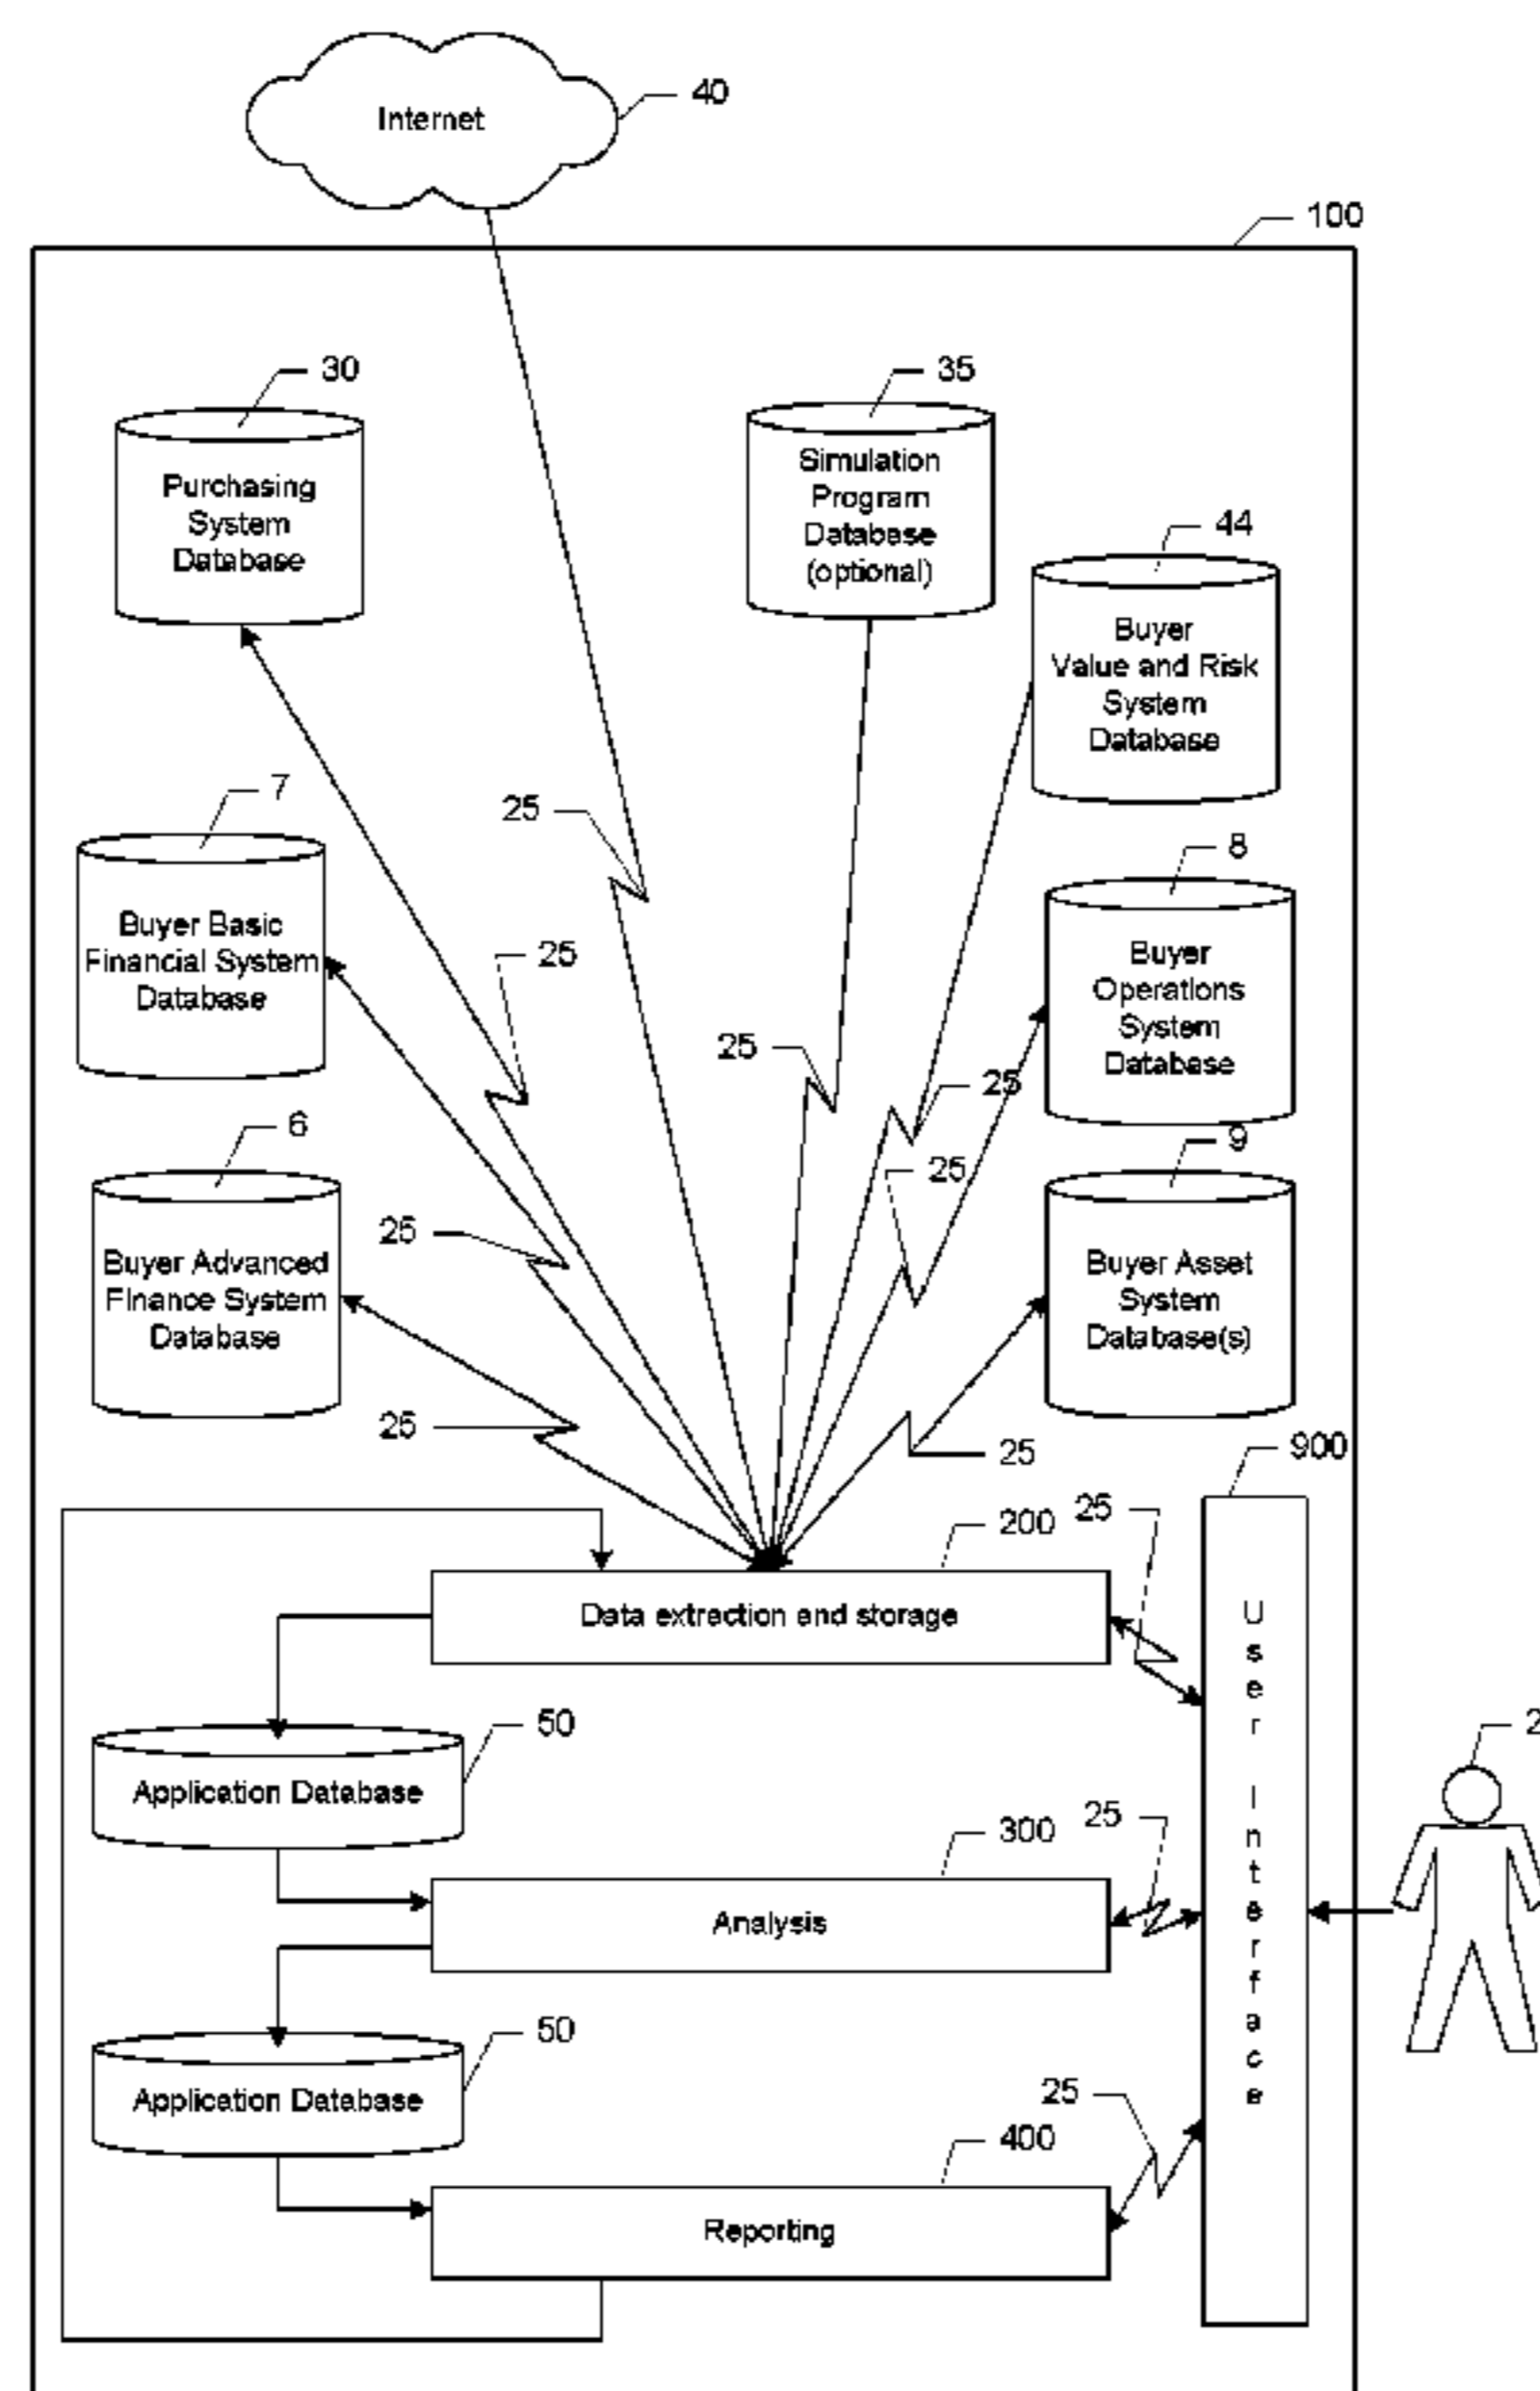 40
Internet
100
30
35
Purchasing
System
Database
Simulation
Program
Database
(optional)
44
Buyer
Value and Risk
System
Database
7
25
8
Buyer Basic
Financial System
Database
25
Buyer
Operations
System
Database
25
25
6
9
25
Buyer Advanced
Finance System
Database
25
Buyer Asset
System
Database(s)
25
25
900
200
25
Data extraction and storage
User Interface
50
Application Database
20
300
25
Analysis
50
Application Database
25
400
Reporting